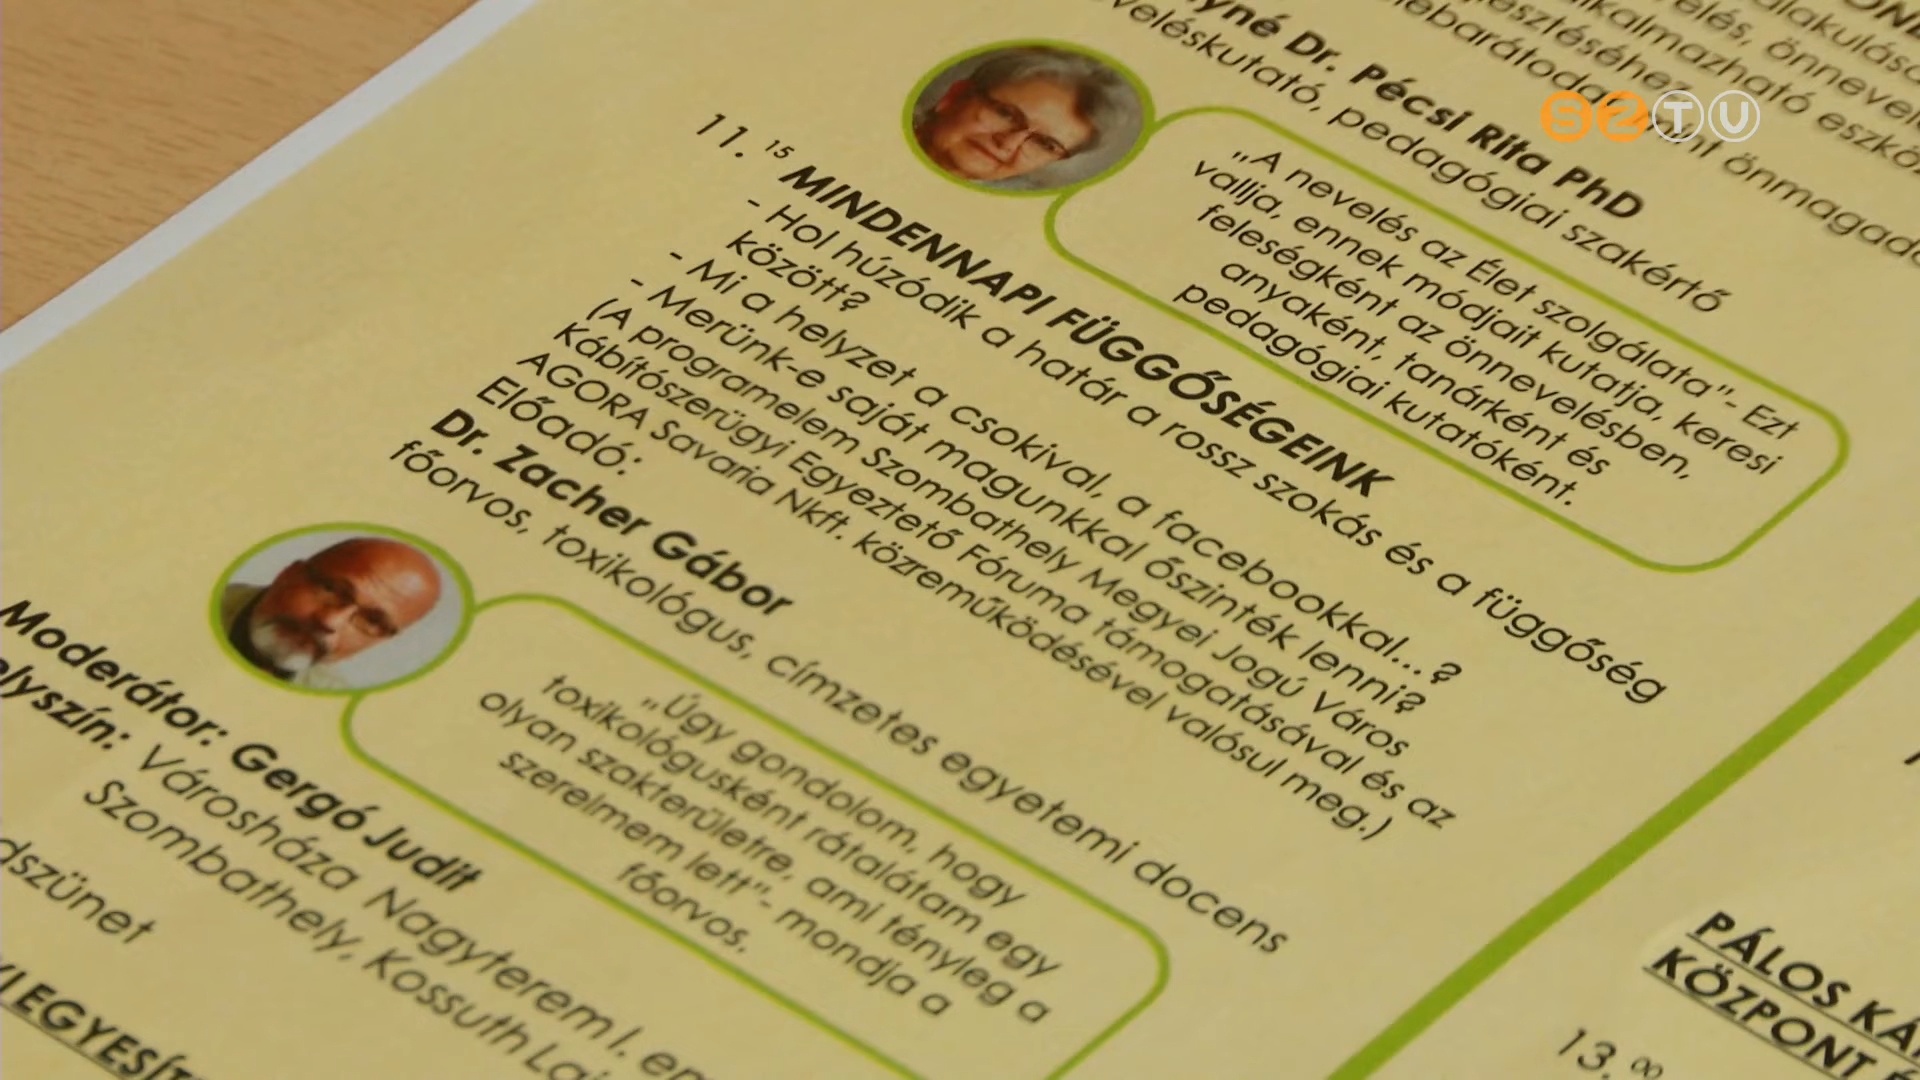 Dr. Pécsi Rita PhD
pedagógiai szakértő
„A nevelés az Élet szolgálata"- Ezt
vallja, ennek módjait kutatja, keresi
feleségként az önnevelésben,
anyaként, tanárként és
pedagógiai kutatóként.
11.15 MINDENNAPI FÜGGŐSÉGEINK
- Hol húzódik a határ a rossz szokás és a függőség
között?
- Mi a helyzet a csokival, a facebookkal...?
- Merünk-e saját magunkkal őszinték lenni?
(A programelem Szombathely Megyei Jogú Város
Kábítószerügyi Egyeztető Fóruma támogatásával és az
AGORA Savaria Nkft. közreműködésével valósul meg.)
Előadó:
Dr. Zacher Gábor
főorvos, toxikológus, címzetes egyetemi docens
„Úgy gondolom, hogy
toxikológusként rátaláltam egy
olyan szakterületre, ami tényleg a
szerelmem lett"- mondja a
főorvos.
Moderátor: Gergó Judit
Városháza Nagyterem I.
Szombathely, Kossuth
PÁLOS
KÖZPONT
13.00
SZTV